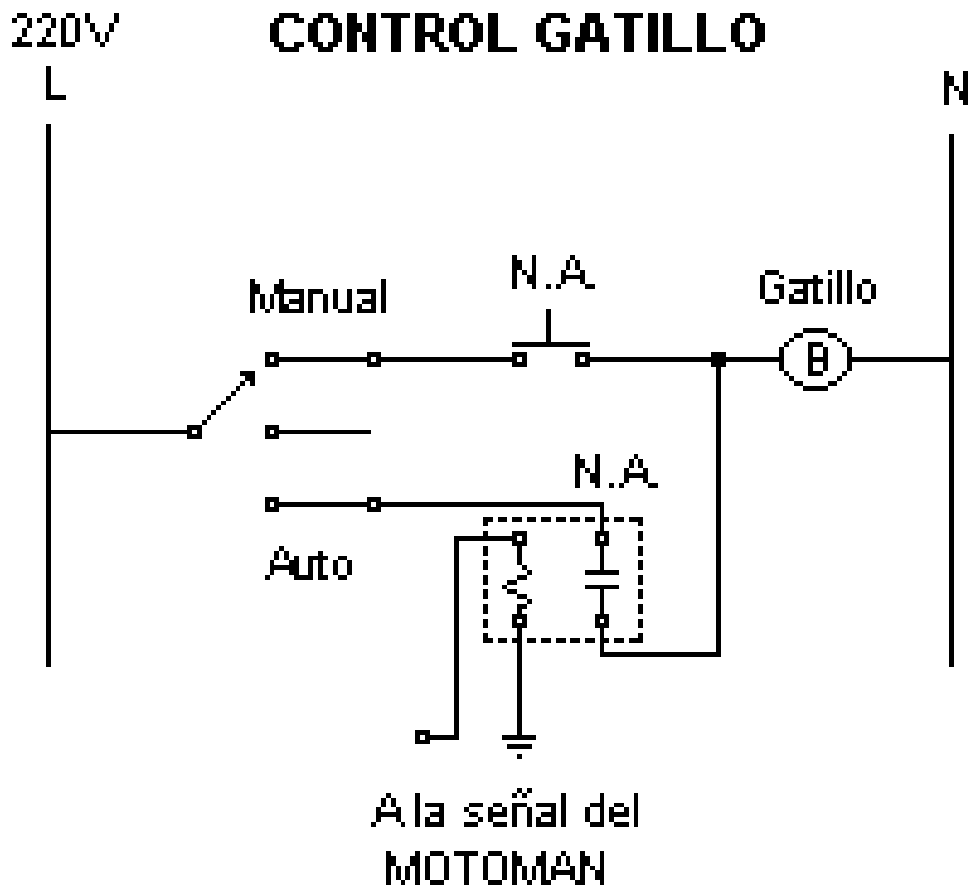 220V
CONTROL GATILLO
L
N
N.A.
Manual
Gatillo
B
N.A.
Auto
A la señal del
MOTOMAN